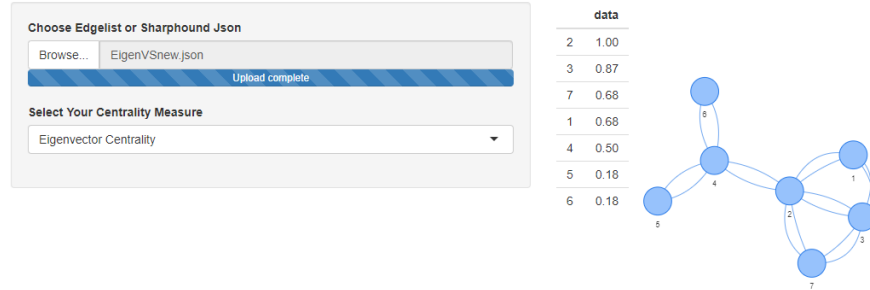 Choose Edgelist or Sharphound Json
Browse... EigenVSnew.json
Upload complete
Select Your Centrality Measure
Eigenvector Centrality
data
2 1.00
3 0.87
7 0.68
1 0.68
4 0.50
5 0.18
6 0.18
6
4
5
2
1
3
7